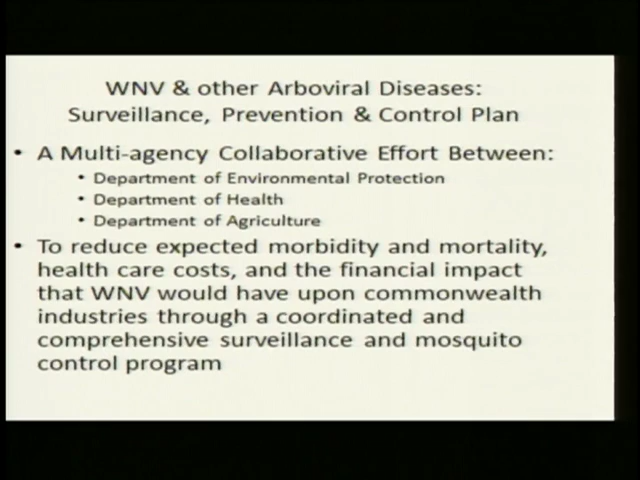 WNV & other Arboviral Diseases:
Surveillance, Prevention & Control Plan
• A Multi-agency Collaborative Effort Between:
• Department of Environmental Protection
• Department of Health
• Department of Agriculture
• To reduce expected morbidity and mortality,
health care costs, and the financial impact
that WNV would have upon commonwealth
industries through a coordinated and
comprehensive surveillance and mosquito
control program